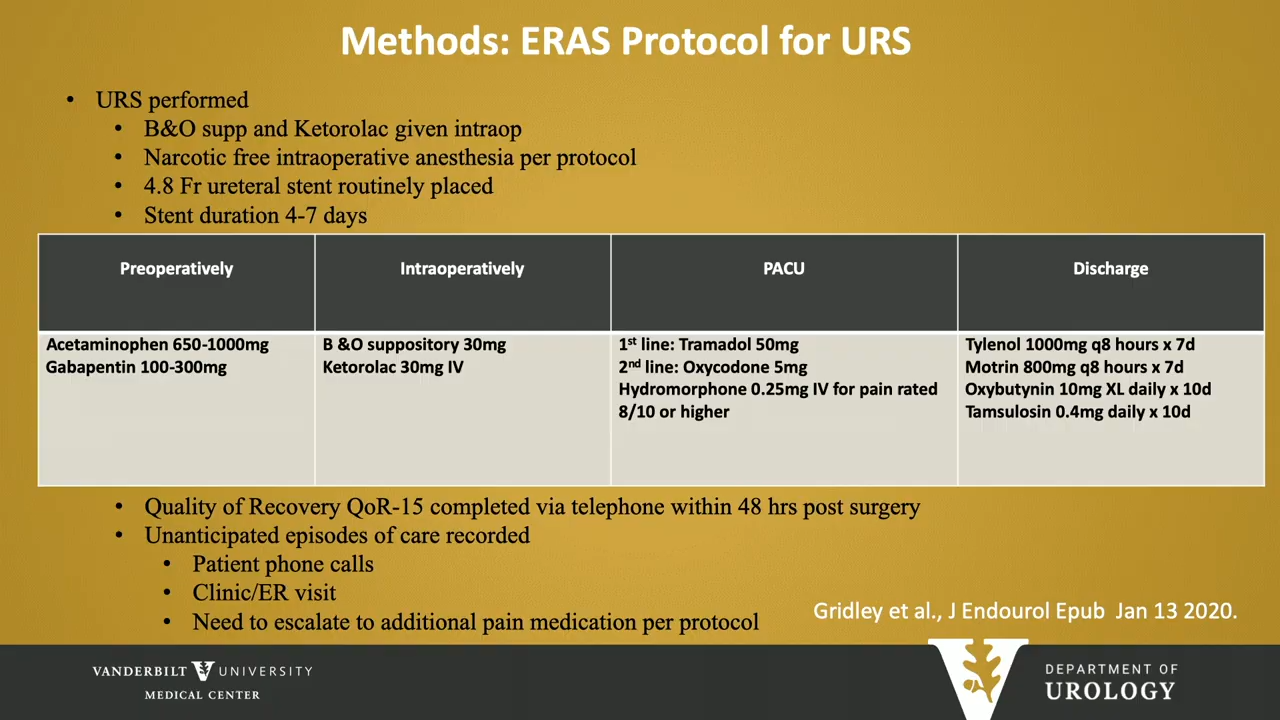 Methods: ERAS Protocol for URS
• URS performed
• B&O supp and Ketorolac given intraop
• Narcotic free intraoperative anesthesia per protocol
• 4.8 Fr ureteral stent routinely placed
• Stent duration 4-7 days
Preoperatively
Intraoperatively
PACU
Discharge
Acetaminophen 650-1000mg
Gabapentin 100-300mg
B &O suppository 30mg
Ketorolac 30mg IV
1st line: Tramadol 50mg
2nd line: Oxycodone 5mg
Hydromorphone 0.25mg IV for pain rated
8/10 or higher
Tylenol 1000mg q8 hours x 7d
Motrin 800mg q8 hours x 7d
Oxybutynin 10mg XL daily x 10d
Tamsulosin 0.4mg daily x 10d
• Quality of Recovery QoR-15 completed via telephone within 48 hrs post surgery
• Unanticipated episodes of care recorded
• Patient phone calls
• Clinic/ER visit
• Need to escalate to additional pain medication per protocol
Gridley et al., J Endourol Epub Jan 13 2020.
VANDERBILT V UNIVERSITY
MEDICAL CENTER
DEPARTMENT OF
UROLOGY